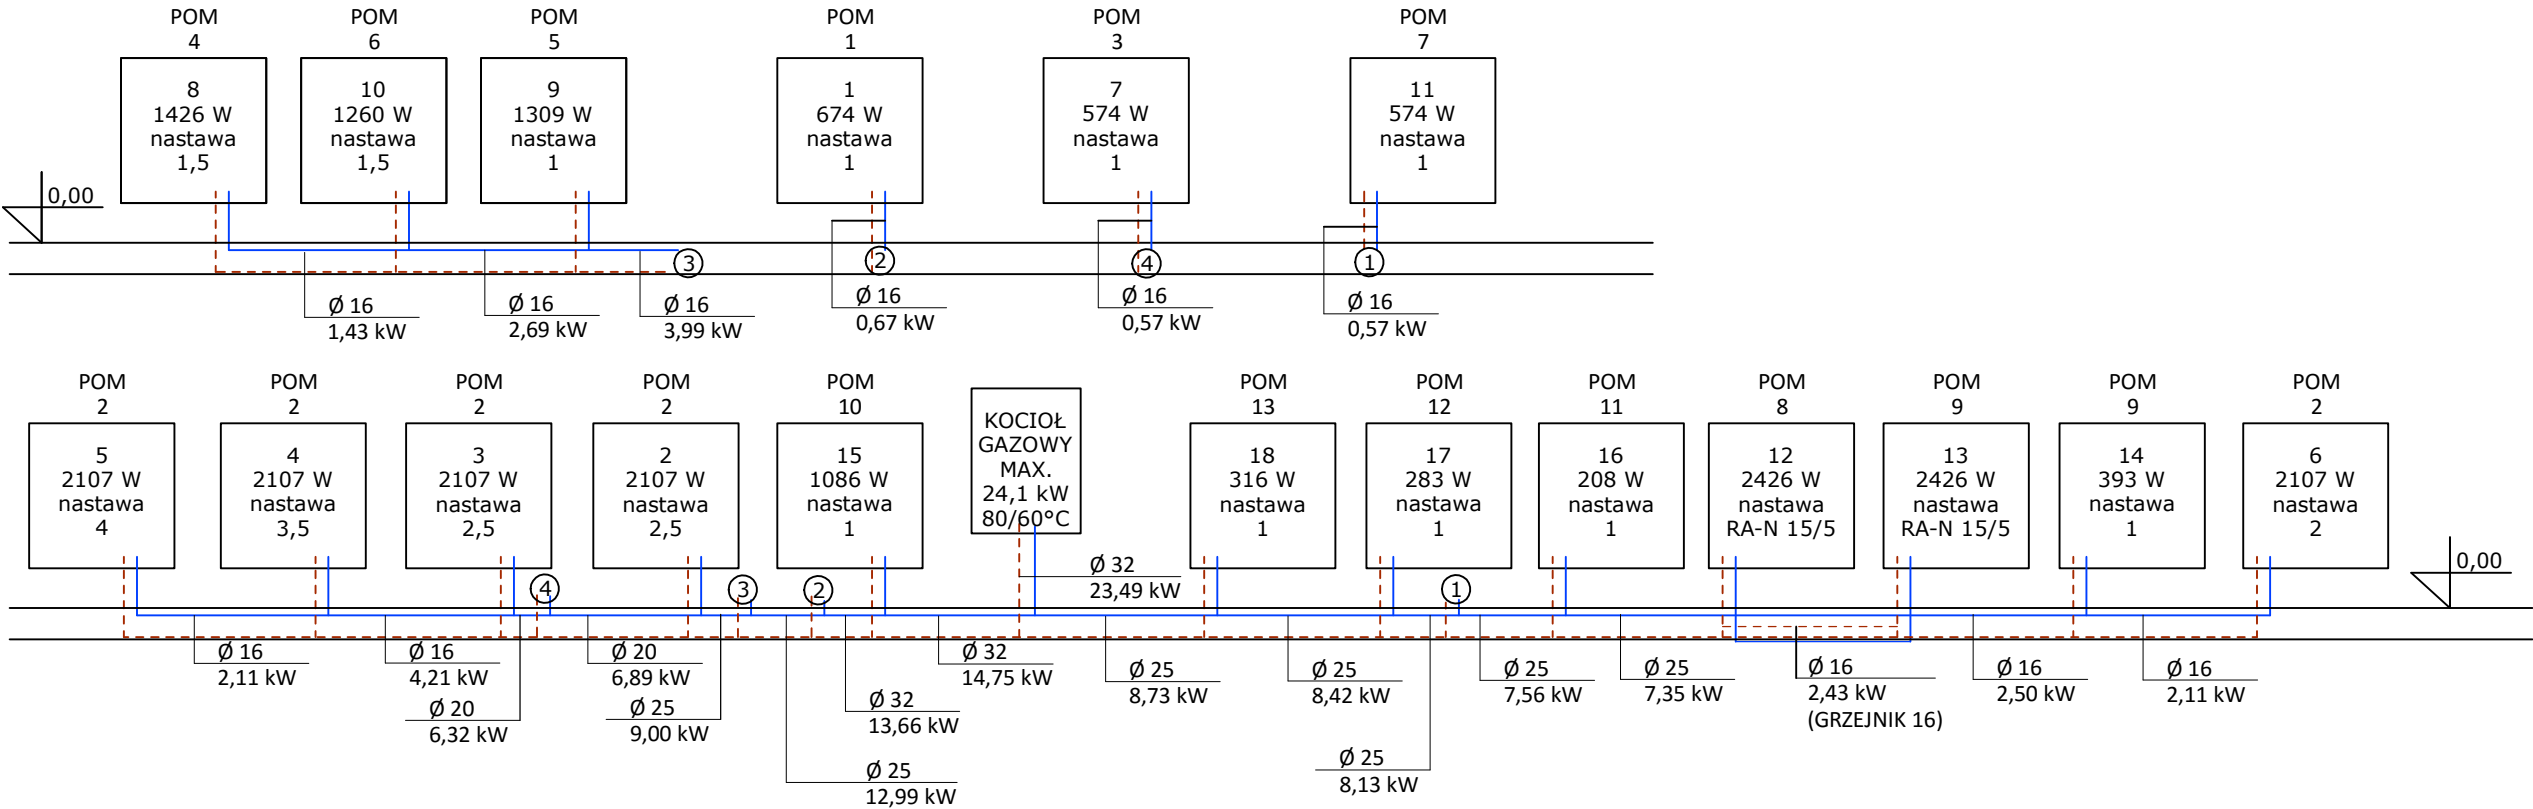 POM
4
POM
6
POM
5
POM
1
POM
3
POM
7
8
1426 W
nastawa
1,5
10
1260 W
nastawa
1,5
9
1309 W
nastawa
1
1
674 W
nastawa
1
7
574 W
nastawa
1
11
574 W
nastawa
1
0,00
3
2
4
1
Ø 16
1,43 kW
Ø 16
2,69 kW
Ø 16
3,99 kW
Ø 16
0,67 kW
Ø 16
0,57 kW
Ø 16
0,57 kW
POM
2
POM
2
POM
2
POM
2
POM
10
POM
13
POM
12
POM
11
POM
8
POM
9
POM
9
POM
2
5
2107 W
nastawa
4
4
2107 W
nastawa
3,5
3
2107 W
nastawa
2,5
2
2107 W
nastawa
2,5
15
1086 W
nastawa
1
KOCIOŁ
GAZOWY
MAX.
24,1 kW
80/60°C
18
316 W
nastawa
1
17
283 W
nastawa
1
16
208 W
nastawa
1
12
2426 W
nastawa
RA-N 15/5
13
2426 W
nastawa
RA-N 15/5
14
393 W
nastawa
1
6
2107 W
nastawa
2
0,00
4
3
2
Ø 32
23,49 kW
1
Ø 16
2,11 kW
Ø 16
4,21 kW
Ø 20
6,32 kW
Ø 20
6,89 kW
Ø 25
9,00 kW
Ø 25
12,99 kW
Ø 32
13,66 kW
Ø 32
14,75 kW
Ø 25
8,73 kW
Ø 25
8,42 kW
Ø 25
8,13 kW
Ø 25
7,56 kW
Ø 25
7,35 kW
Ø 16
2,43 kW
(GRZEJNIK 16)
Ø 16
2,50 kW
Ø 16
2,11 kW